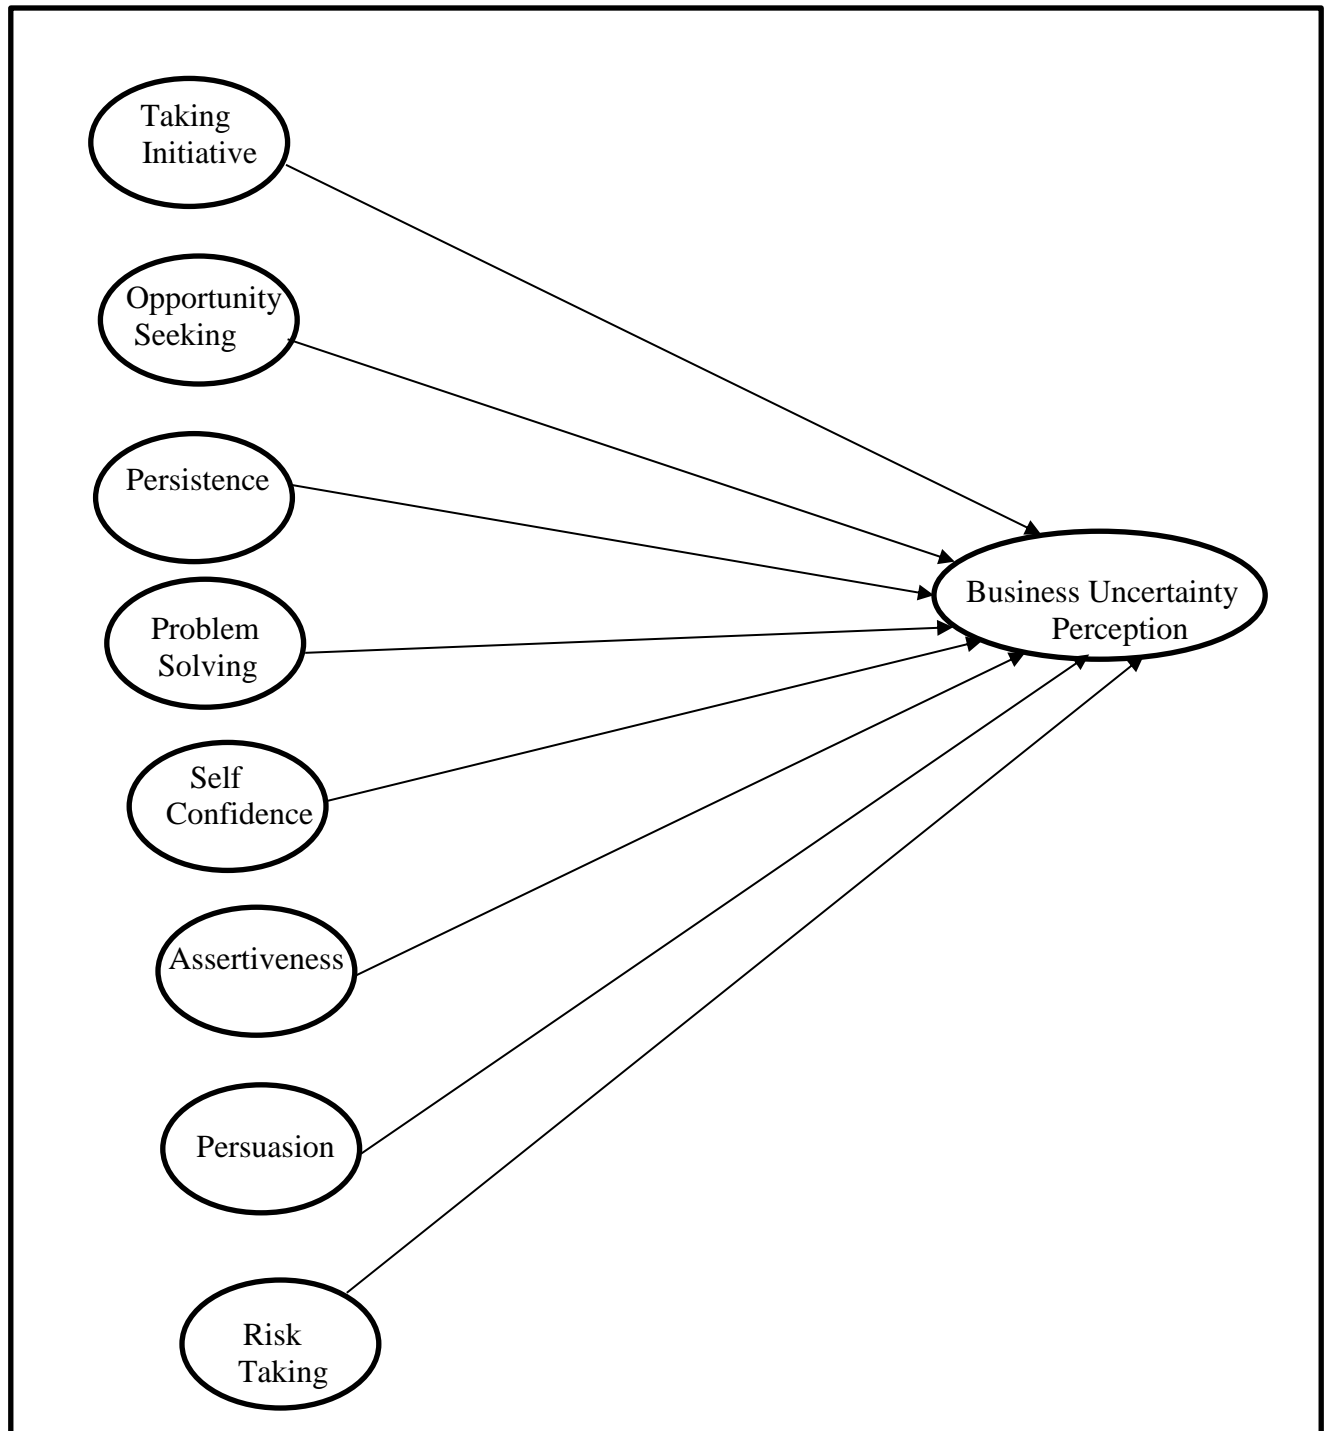 Taking
Initiative
Opportunity
Seeking
Persistence
Problem
Solving
Self
Confidence
Assertiveness
Persuasion
Risk
Taking
Business Uncertainty
Perception